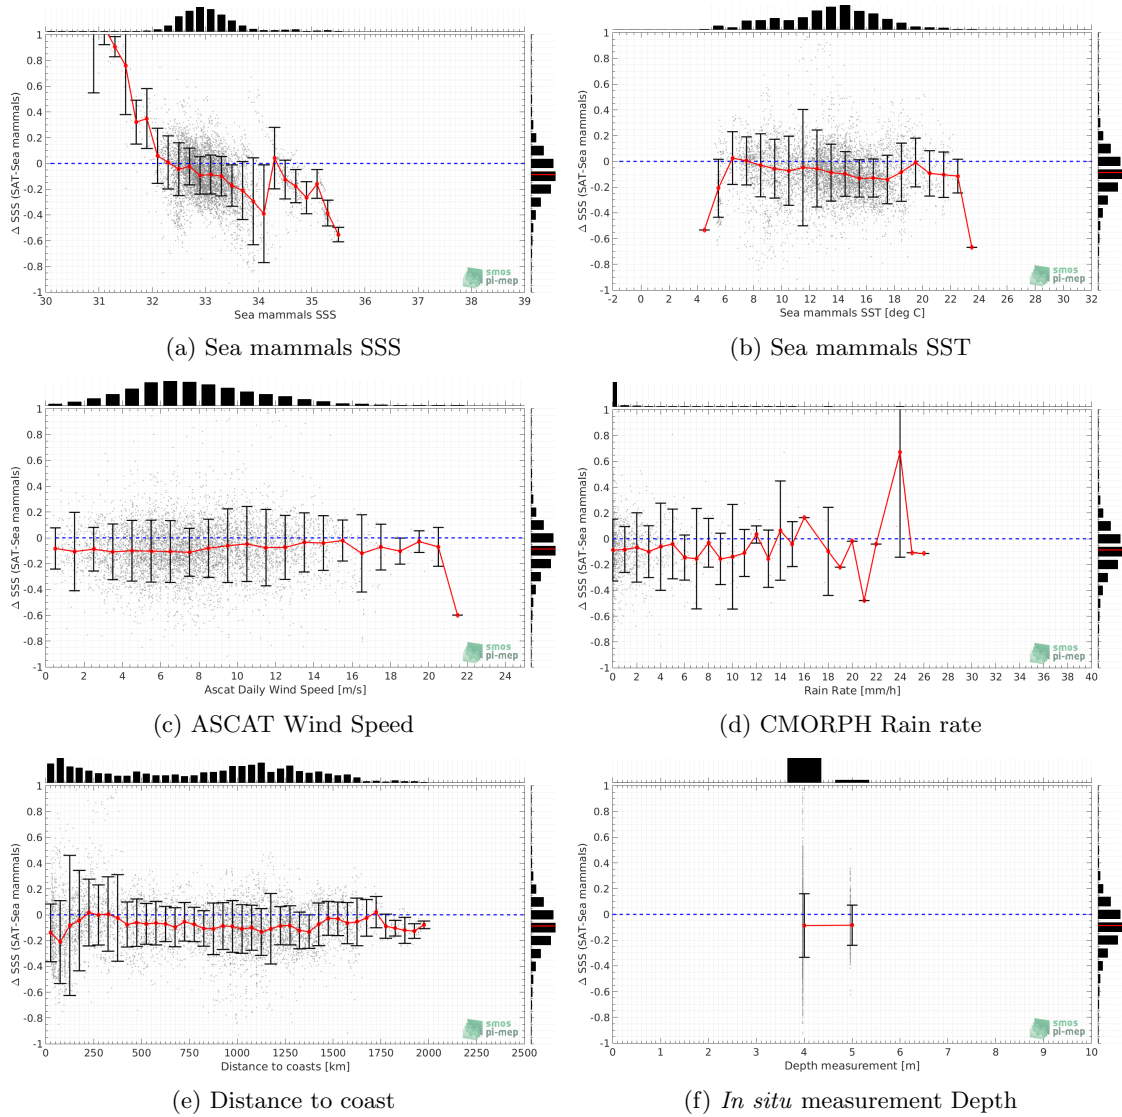 1
0.8
0.6
0.4
0.2
0
-0.2
-0.4
-0.6
-0.8
-1
Δ SSS (SAT-Sea mammals)
30 31 32 33 34 35 36 37 38 39
Sea mammals SSS
smos
pi-mep
(a) Sea mammals SSS
1
0.8
0.6
0.4
0.2
0
-0.2
-0.4
-0.6
-0.8
-1
Δ SSS (SAT-Sea mammals)
-2 0 2 4 6 8 10 12 14 16 18 20 22 24 26 28 30 32
Sea mammals SST [deg C]
smos
pi-mep
(b) Sea mammals SST
1
0.8
0.6
0.4
0.2
0
-0.2
-0.4
-0.6
-0.8
-1
Δ SSS (SAT-Sea mammals)
0 2 4 6 8 10 12 14 16 18 20 22 24
Ascat Daily Wind Speed [m/s]
smos
pi-mep
(c) ASCAT Wind Speed
1
0.8
0.6
0.4
0.2
0
-0.2
-0.4
-0.6
-0.8
-1
Δ SSS (SAT-Sea mammals)
0 2 4 6 8 10 12 14 16 18 20 22 24 26 28 30 32 34 36 38 40
Rain Rate [mm/h]
smos
pi-mep
(d) CMORPH Rain rate
1
0.8
0.6
0.4
0.2
0
-0.2
-0.4
-0.6
-0.8
-1
Δ SSS (SAT-Sea mammals)
0 250 500 750 1000 1250 1500 1750 2000 2250 2500
Distance to coasts [km]
smos
pi-mep
(e) Distance to coast
1
0.8
0.6
0.4
0.2
0
-0.2
-0.4
-0.6
-0.8
-1
Δ SSS (SAT-Sea mammals)
0 1 2 3 4 5 6 7 8 9 10
Depth measurement [m]
smos
pi-mep
(f) In situ measurement Depth